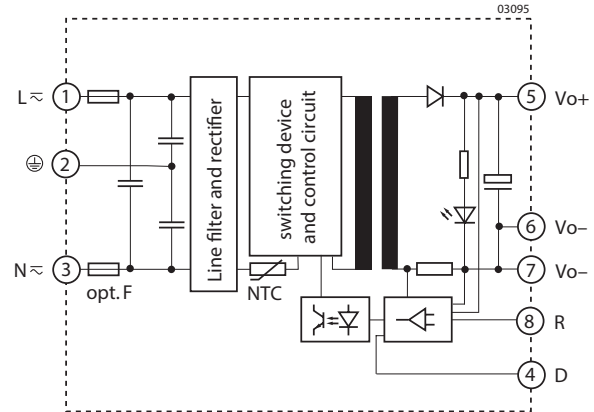 03095
L ⎓ 1
5 Vo+
2
Line filter and rectifier
switching device
and control circuit
6 Vo–
N ⎓ 3
7 Vo–
opt. F
NTC
8 R
4 D